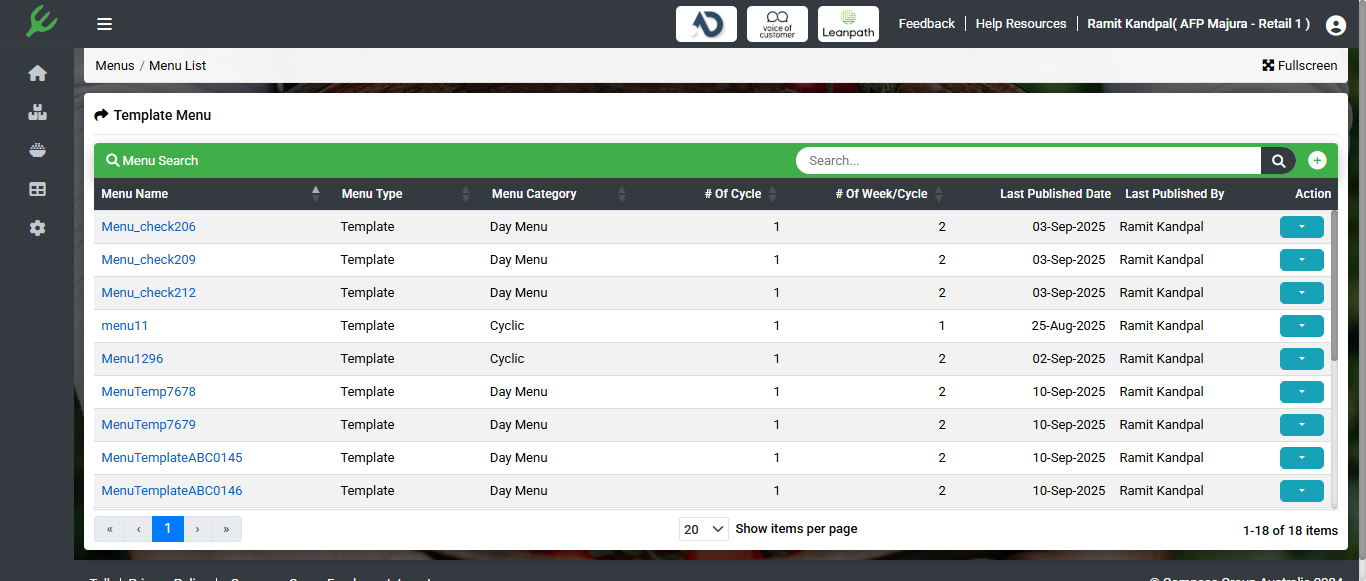 voice of
customer
Leanpath
Feedback
Help Resources
Ramit Kandpal( AFP Majura - Retail 1 )
Menus / Menu List
Fullscreen
Template Menu
Menu Search
Search...
Menu Name Menu Type Menu Category # Of Cycle # Of Week/Cycle Last Published Date Last Published By Action
Menu_check206 Template Day Menu 1 2 03-Sep-2025 Ramit Kandpal
Menu_check209 Template Day Menu 1 2 03-Sep-2025 Ramit Kandpal
Menu_check212 Template Day Menu 1 2 03-Sep-2025 Ramit Kandpal
menu11 Template Cyclic 1 1 25-Aug-2025 Ramit Kandpal
Menu1296 Template Cyclic 1 2 02-Sep-2025 Ramit Kandpal
MenuTemp7678 Template Day Menu 1 2 10-Sep-2025 Ramit Kandpal
MenuTemp7679 Template Day Menu 1 2 10-Sep-2025 Ramit Kandpal
MenuTemplateABC0145 Template Day Menu 1 2 10-Sep-2025 Ramit Kandpal
MenuTemplateABC0146 Template Day Menu 1 2 10-Sep-2025 Ramit Kandpal
« ‹ 1 › »
20 Show items per page
1-18 of 18 items